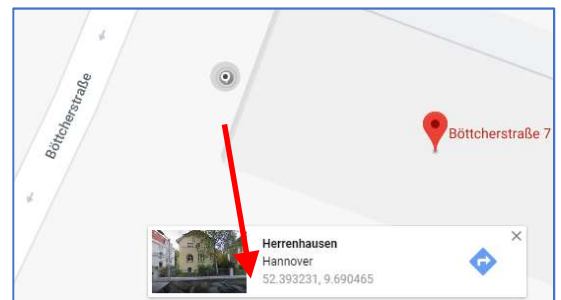 Böttcherstraße
Böttcherstraße 7
Herrenhausen
Hannover
52.393231, 9.690465